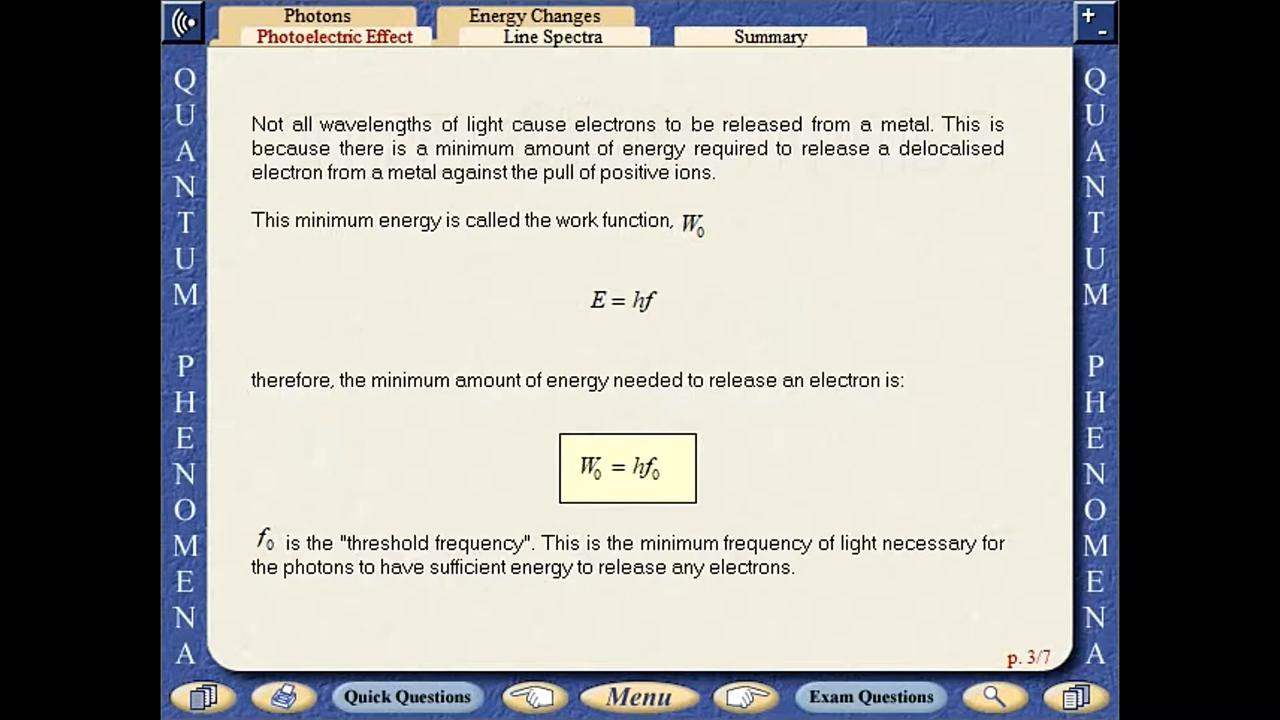 Photons
Energy Changes
+
-
Photoelectric Effect
Line Spectra
Summary
QUANTUM PHENOMENA
Not all wavelengths of light cause electrons to be released from a metal. This is
because there is a minimum amount of energy required to release a delocalised
electron from a metal against the pull of positive ions.
This minimum energy is called the work function, W₀
E = hf
therefore, the minimum amount of energy needed to release an electron is:
W₀ = hf₀
f₀ is the "threshold frequency". This is the minimum frequency of light necessary for
the photons to have sufficient energy to release any electrons.
p. 3/7
QUANTUM PHENOMENA
Quick Questions
Menu
Exam Questions